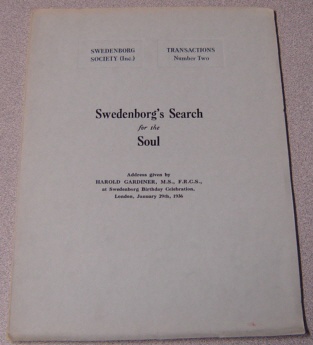 SWEDENBORG
SOCIETY (Inc.)
TRANSACTIONS
Number Two
Swedenborg's Search
for the
Soul
Address given by
HAROLD GARDINER, M.S., F.R.C.S.,
at Swedenborg Birthday Celebration,
London, January 29th, 1936